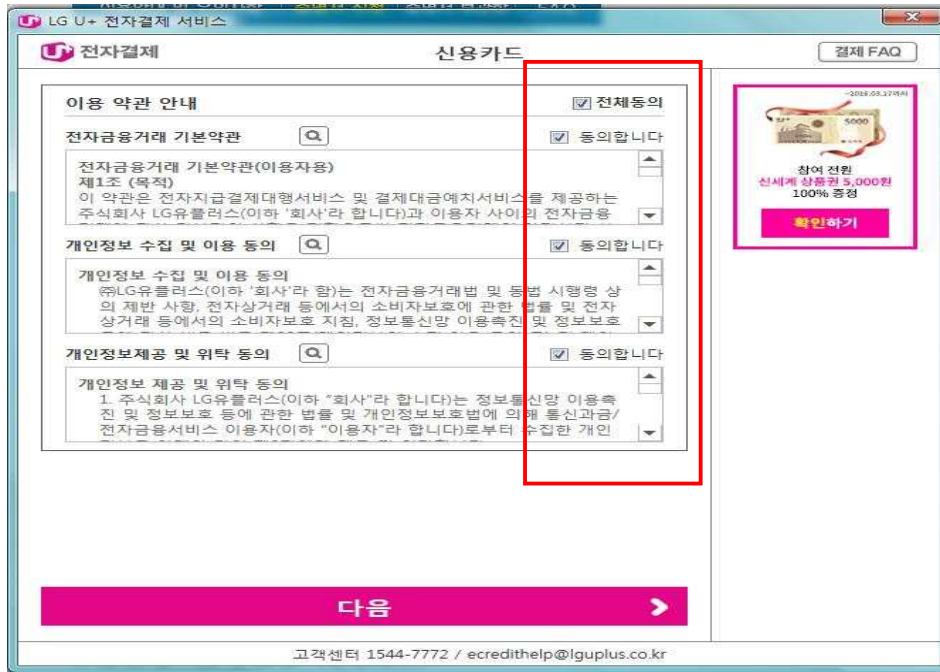 LG U+ 전자결제 서비스
U+ 전자결제
신용카드
결제 FAQ
이용 약관 안내
전체동의
전자금융거래 기본약관
동의합니다
전자금융거래 기본약관(이용자용)
제1조 (목적)
이 약관은 전자지급결제대행서비스 및 결제대금예치서비스를 제공하는
주식회사 LG유플러스(이하 '회사'라 합니다)과 이용자 사이의 전자금융
개인정보 수집 및 이용 동의
동의합니다
개인정보 수집 및 이용 동의
㈜LG유플러스(이하 '회사'라 함)는 전자금융거래법 및 동법 시행령 상
의 제반 사항, 전자상거래 등에서의 소비자보호에 관한 법률 및 전자
상거래 등에서의 소비자보호 지침, 정보통신망 이용촉진 및 정보보호
개인정보제공 및 위탁 동의
동의합니다
개인정보 제공 및 위탁 동의
1. 주식회사 LG유플러스(이하 "회사"라 합니다)는 정보통신망 이용촉
진 및 정보보호 등에 관한 법률 및 개인정보보호법에 의해 통신과금/
전자금융서비스 이용자(이하 "이용자"라 합니다)로부터 수집한 개인
~2016.03.17까지
5000
참여 전원
신세계 상품권 5,000원
100% 증정
확인하기
다음
고객센터 1544-7772 / ecredithelp@lguplus.co.kr